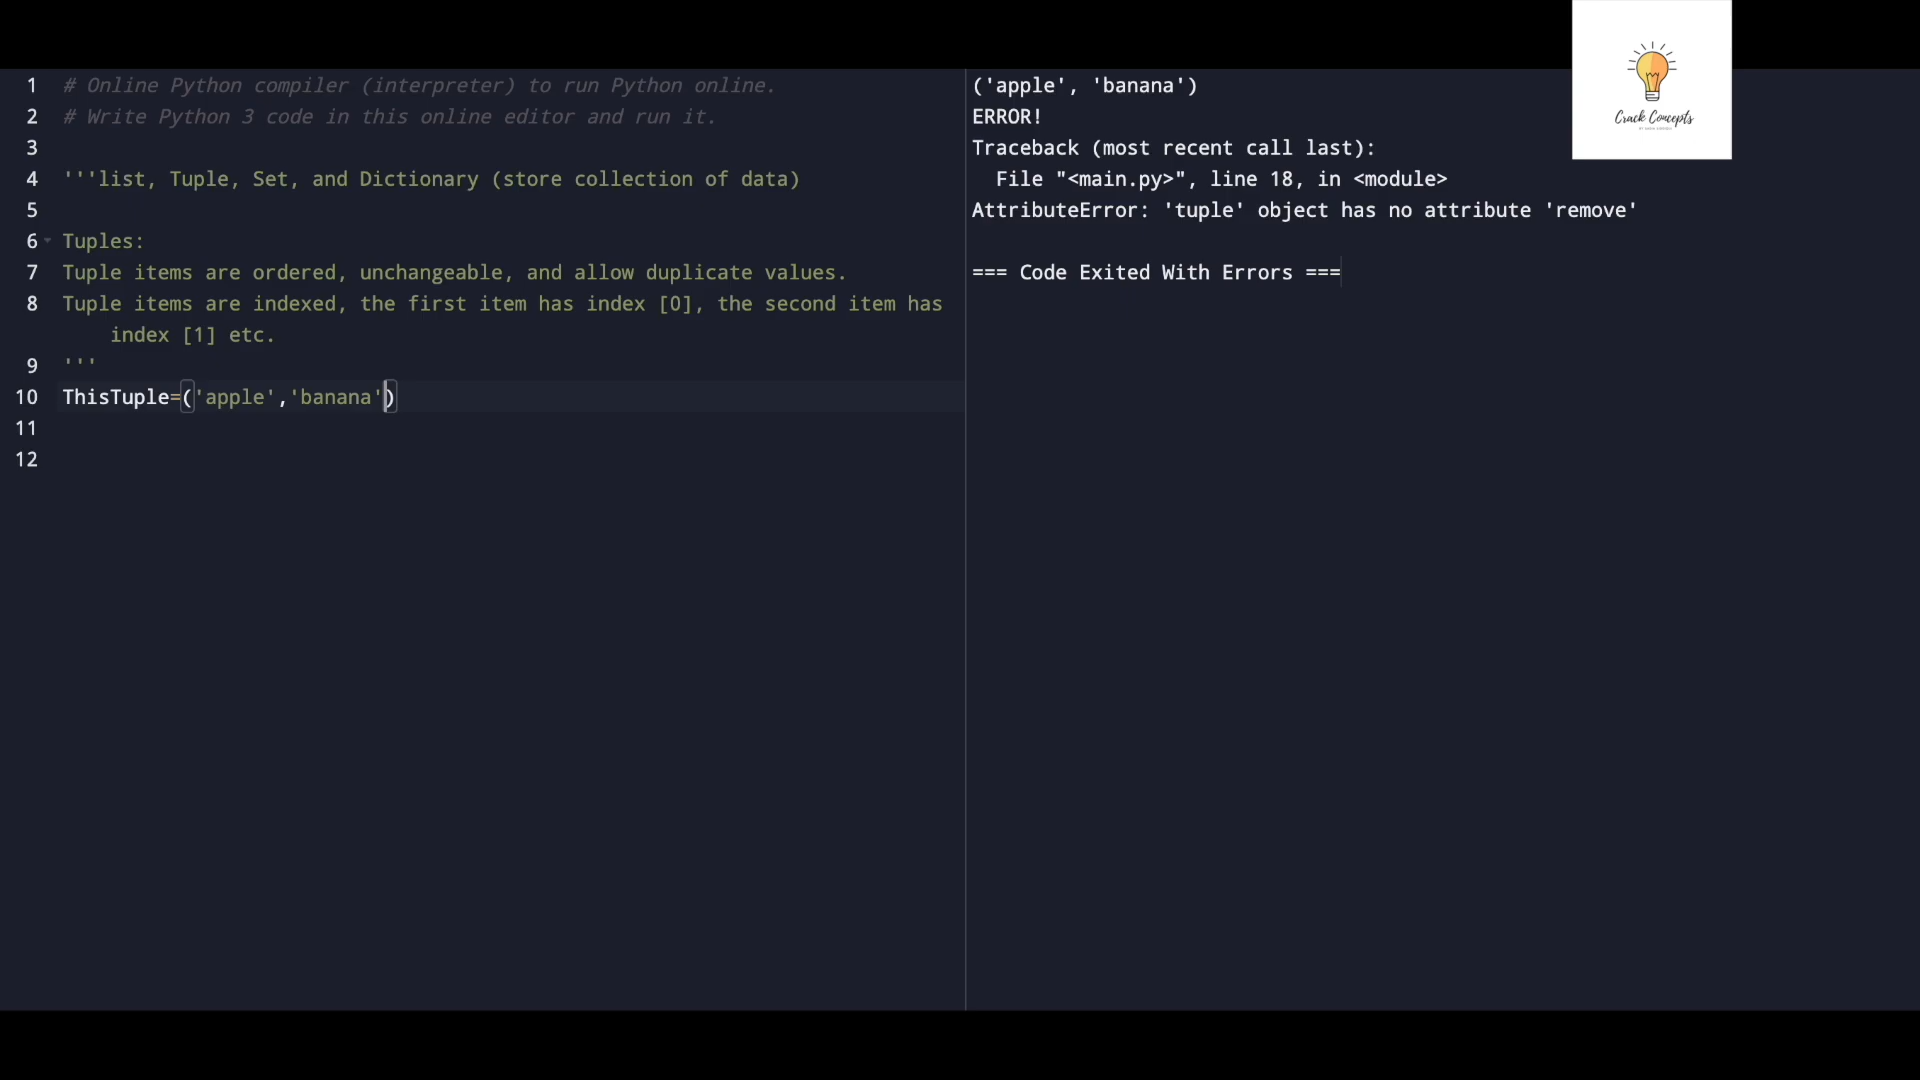 1 # Online Python compiler (interpreter) to run Python online.
2 # Write Python 3 code in this online editor and run it.
3
4 '''list, Tuple, Set, and Dictionary (store collection of data)
5
6 Tuples:
7 Tuple items are ordered, unchangeable, and allow duplicate values.
8 Tuple items are indexed, the first item has index [0], the second item has
index [1] etc.
9 '''
10 ThisTuple=('apple','banana')
11
12
('apple', 'banana')
ERROR!
Traceback (most recent call last):
File "<main.py>", line 18, in <module>
AttributeError: 'tuple' object has no attribute 'remove'
=== Code Exited With Errors ===
Crack Concepts